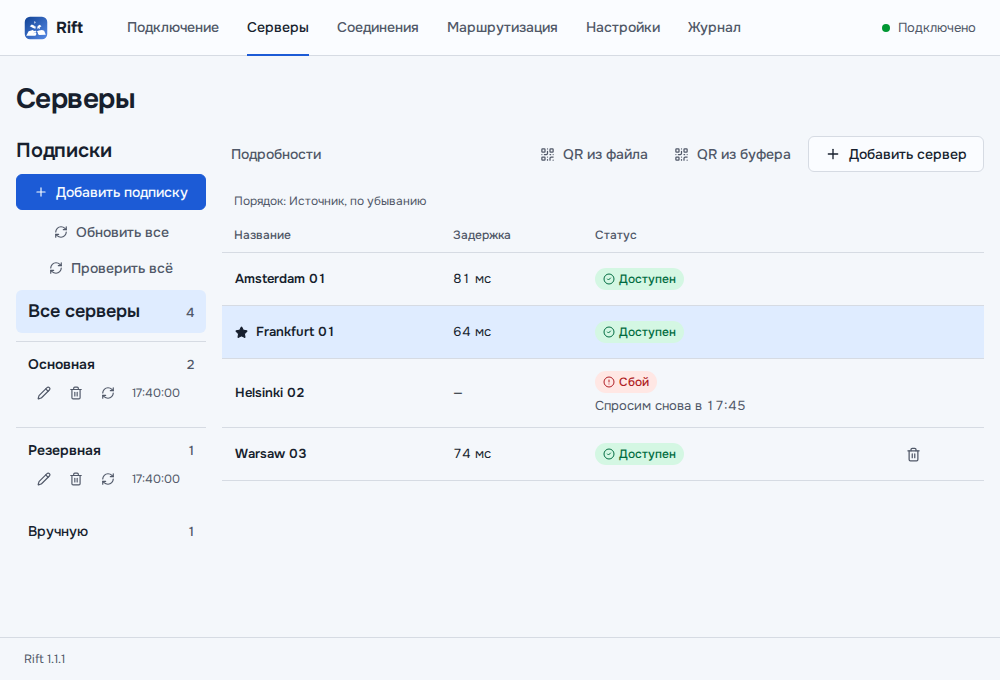 Rift
Подключение
Серверы
Соединения
Маршрутизация
Настройки
Журнал
Подключено
Серверы
Подписки
Добавить подписку
Обновить все
Проверить всё
Все серверы 4
Основная 2
17:40:00
Резервная 1
17:40:00
Вручную 1
Подробности
QR из файла
QR из буфера
Добавить сервер
Порядок: Источник, по убыванию
Название Задержка Статус
Amsterdam 01 81 мс Доступен
Frankfurt 01 64 мс Доступен
Helsinki 02 – Сбой
Спросим снова в 17:45
Warsaw 03 74 мс Доступен
Rift 1.1.1